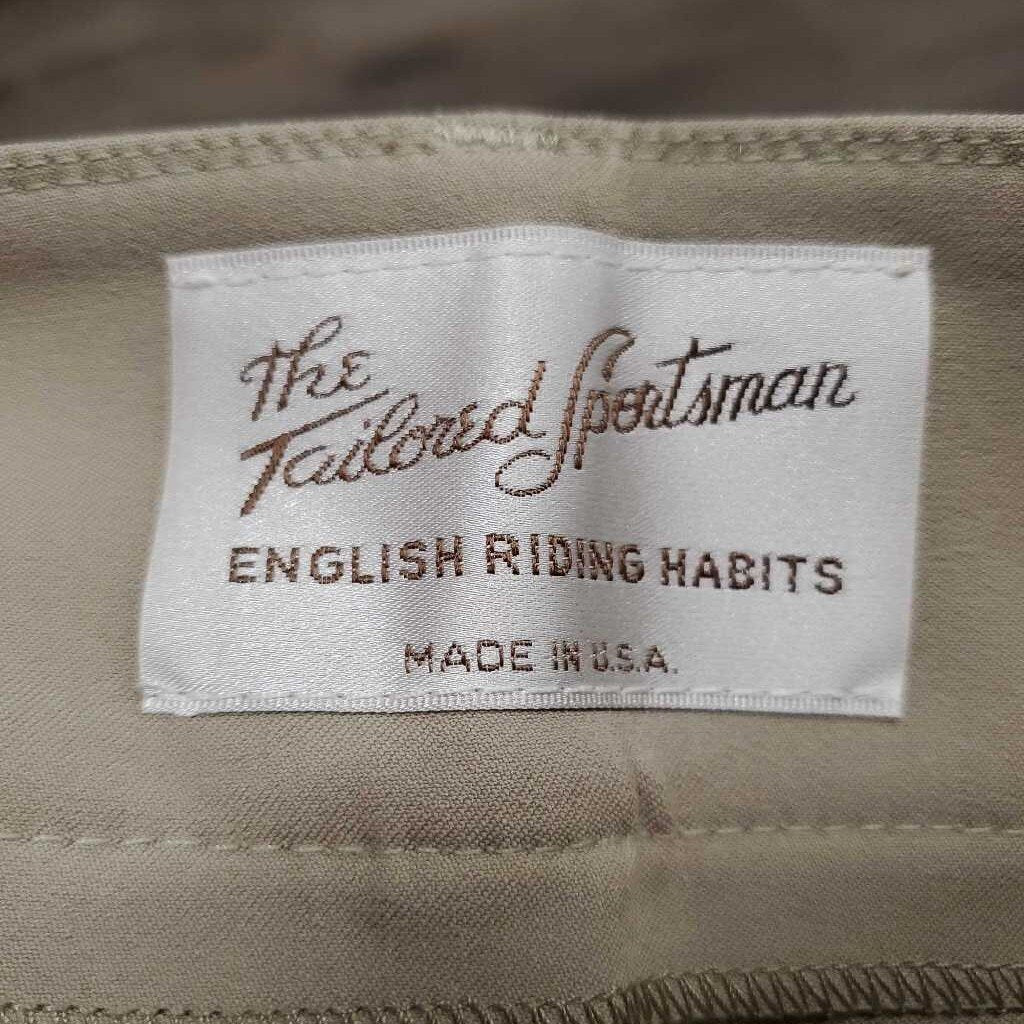 The
Tailored Sportsman
ENGLISH RIDING HABITS
MADE IN U.S.A.